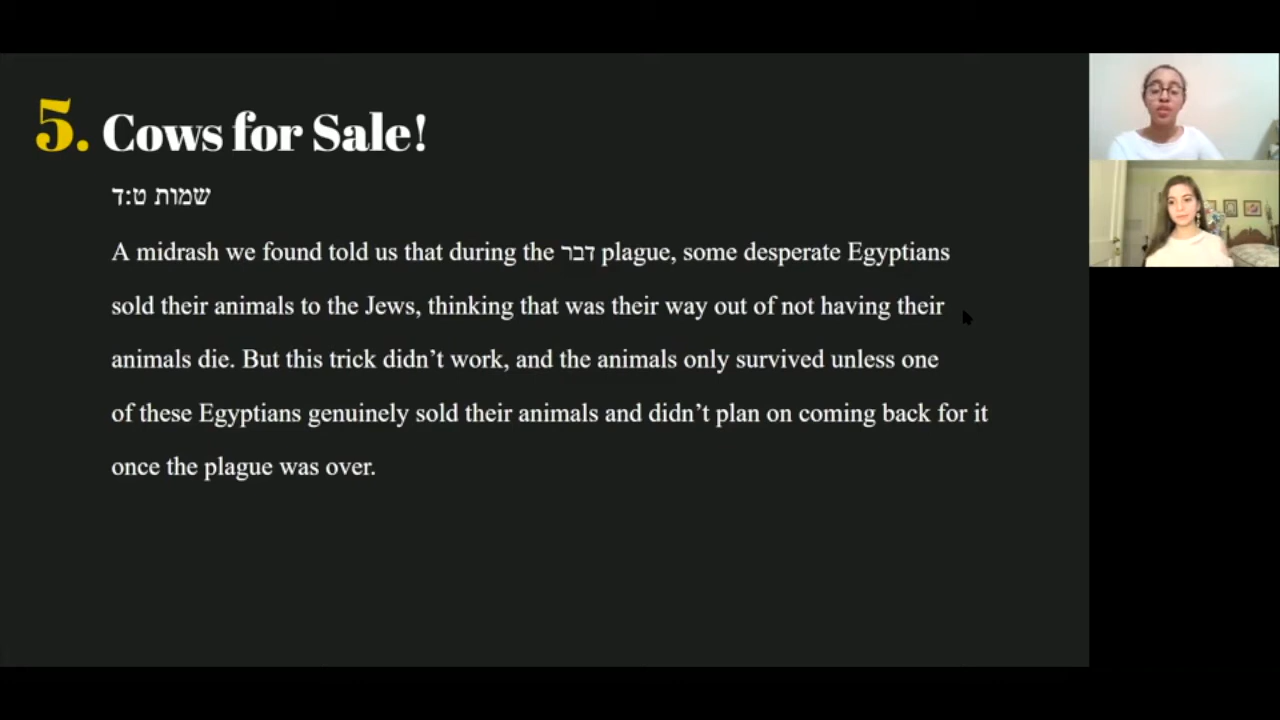 5. Cows for Sale!
שמות ט:ד
A midrash we found told us that during the דבר plague, some desperate Egyptians
sold their animals to the Jews, thinking that was their way out of not having their
animals die. But this trick didn’t work, and the animals only survived unless one
of these Egyptians genuinely sold their animals and didn’t plan on coming back for it
once the plague was over.